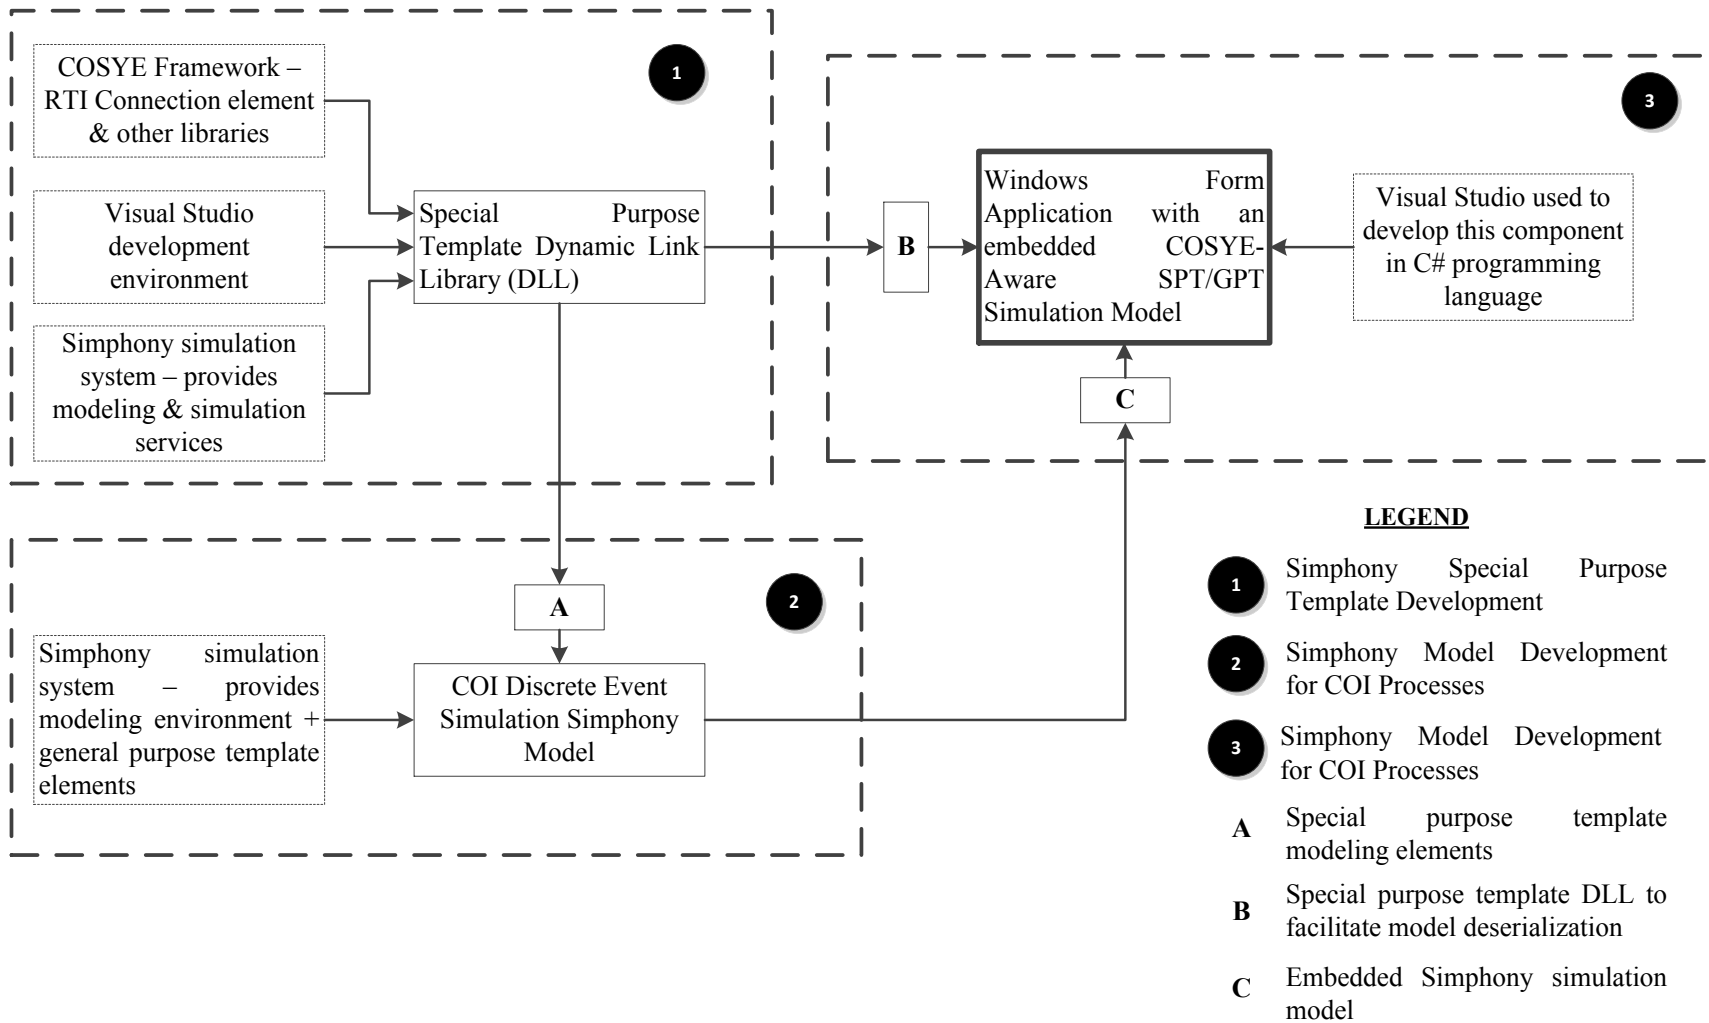 COSYE Framework –
RTI Connection element
& other libraries
1
Visual Studio
development
environment
Simphony simulation
system – provides
modeling & simulation
services
Special Purpose
Template Dynamic Link
Library (DLL)
B
Windows Form
Application with an
embedded COSYE-
Aware SPT/GPT
Simulation Model
3
Visual Studio used to
develop this component
in C# programming
language
C
A
2
Simphony simulation
system – provides
modeling environment +
general purpose template
elements
COI Discrete Event
Simulation Simphony
Model
LEGEND
1 Simphony Special Purpose
Template Development
2 Simphony Model Development
for COI Processes
3 Simphony Model Development
for COI Processes
A Special purpose template
modeling elements
B Special purpose template DLL to
facilitate model deserialization
C Embedded Simphony simulation
model